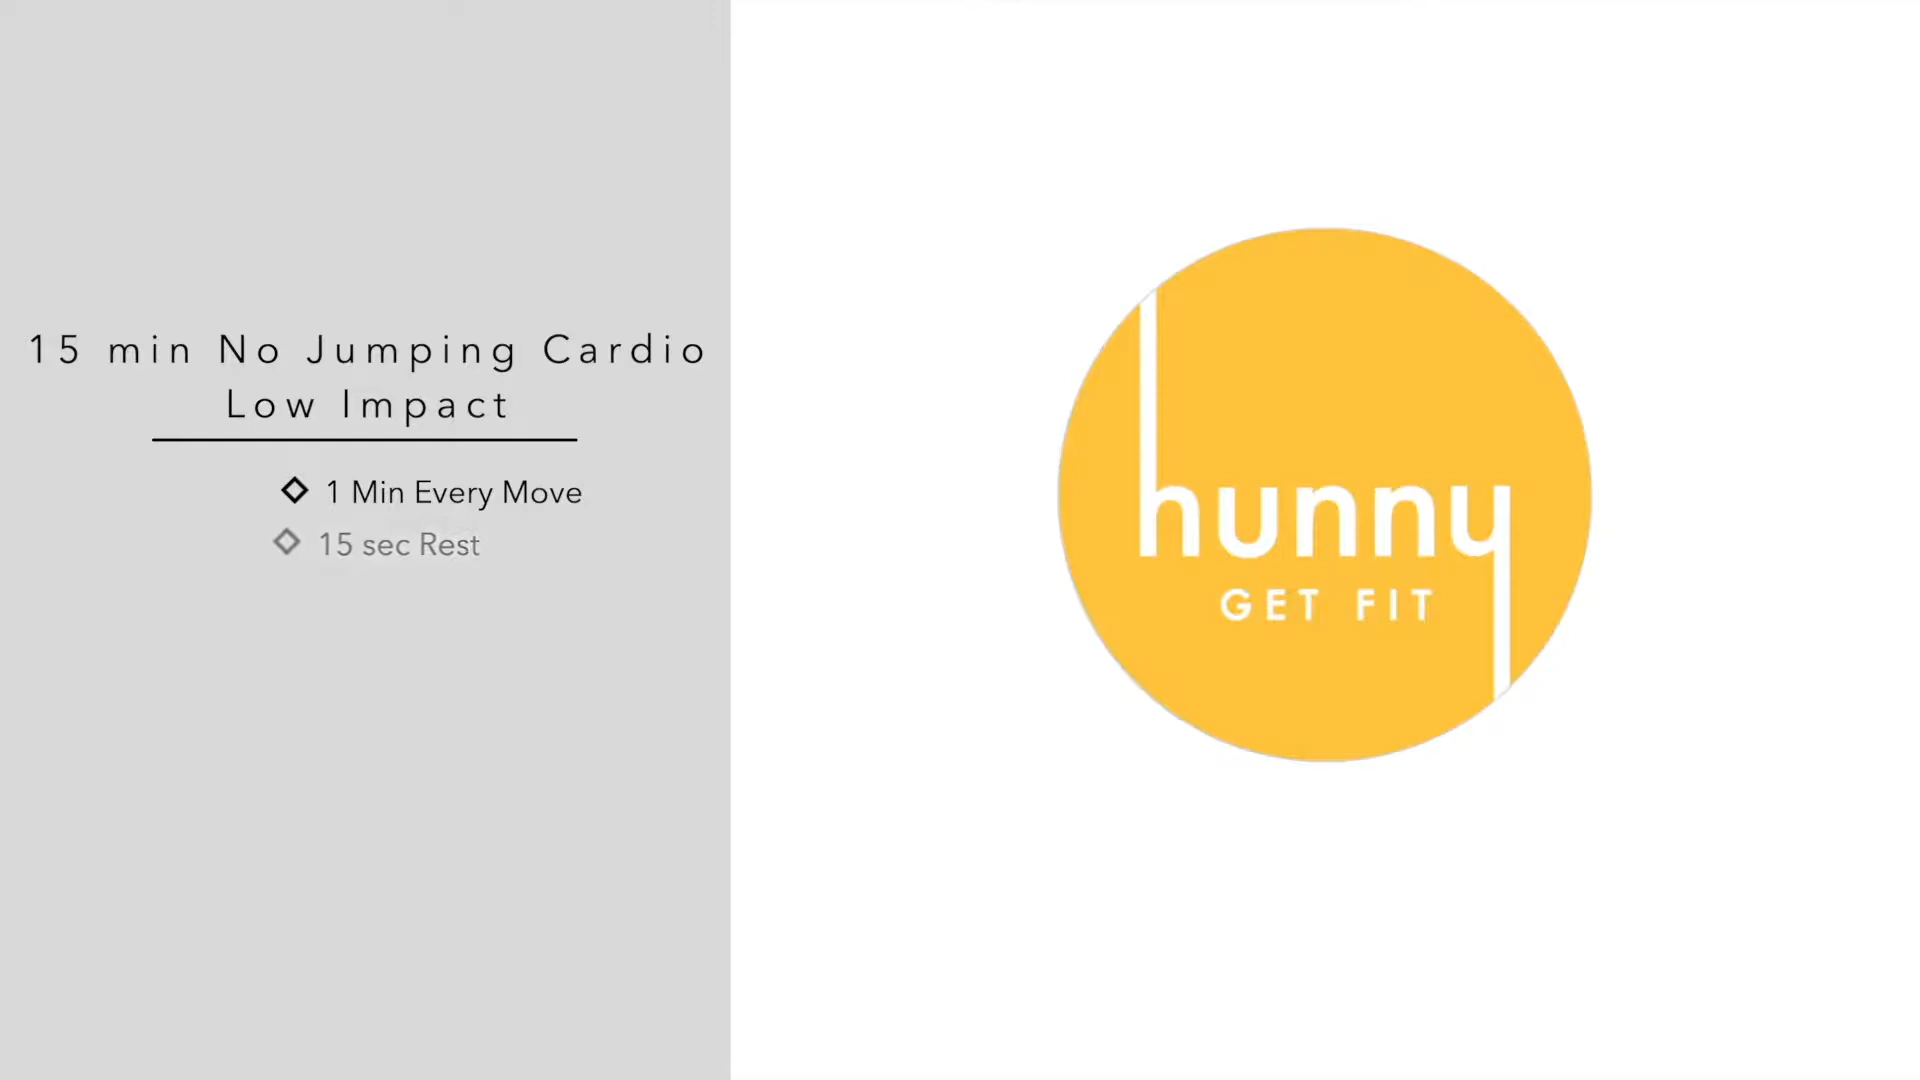 15 min No Jumping Cardio
Low Impact
1 Min Every Move
15 sec Rest
hunny
GET FIT